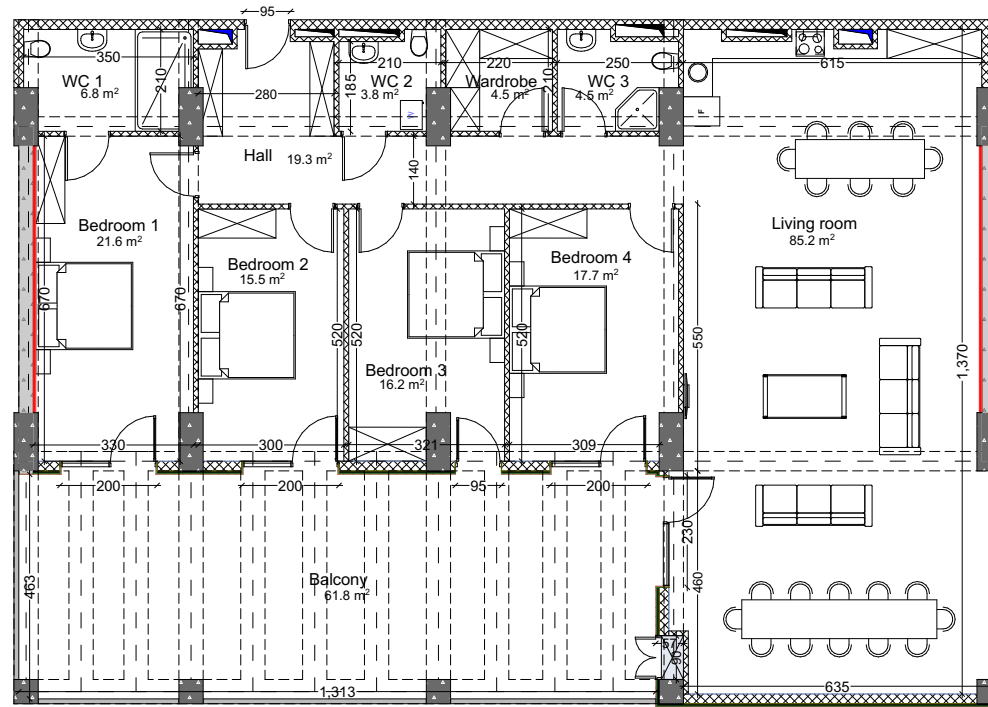 95
350
WC 1
6.8 m²
210
280
210
WC 2
3.8 m²
185
W
220
Wardrobe
4.5 m²
210
250
WC 3
4.5 m²
615
F
Hall
19.3 m²
140
Bedroom 1
21.6 m²
670
670
Bedroom 2
15.5 m²
520
520
Bedroom 3
16.2 m²
Bedroom 4
17.7 m²
520
Living room
85.2 m²
550
1,370
330
300
321
309
200
200
95
200
230
460
463
Balcony
61.8 m²
57
90
1,313
635